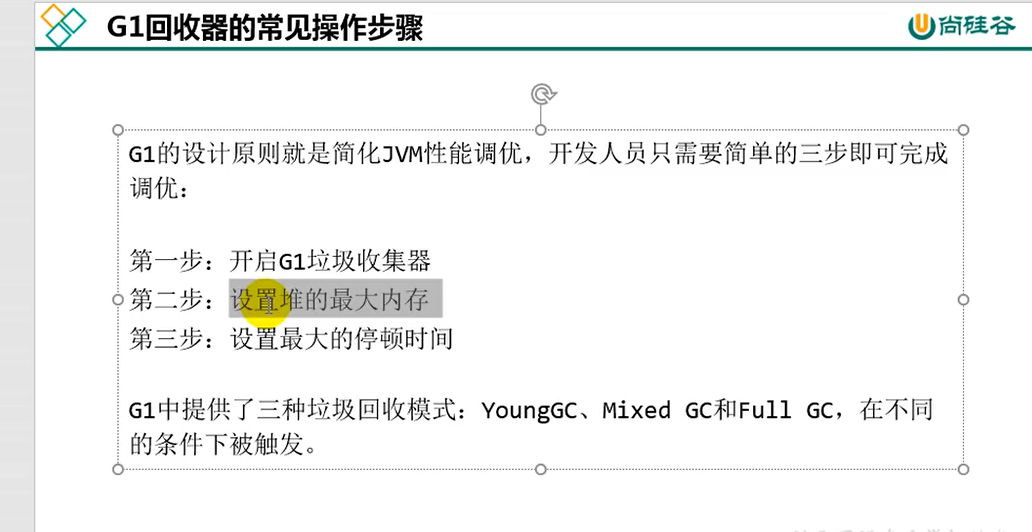 G1回收器的常见操作步骤
尚硅谷
G1的设计原则就是简化JVM性能调优，开发人员只需要简单的三步即可完成
调优：
第一步：开启G1垃圾收集器
第二步：设置堆的最大内存
第三步：设置最大的停顿时间
G1中提供了三种垃圾回收模式：YoungGC、Mixed GC和Full GC，在不同
的条件下被触发。